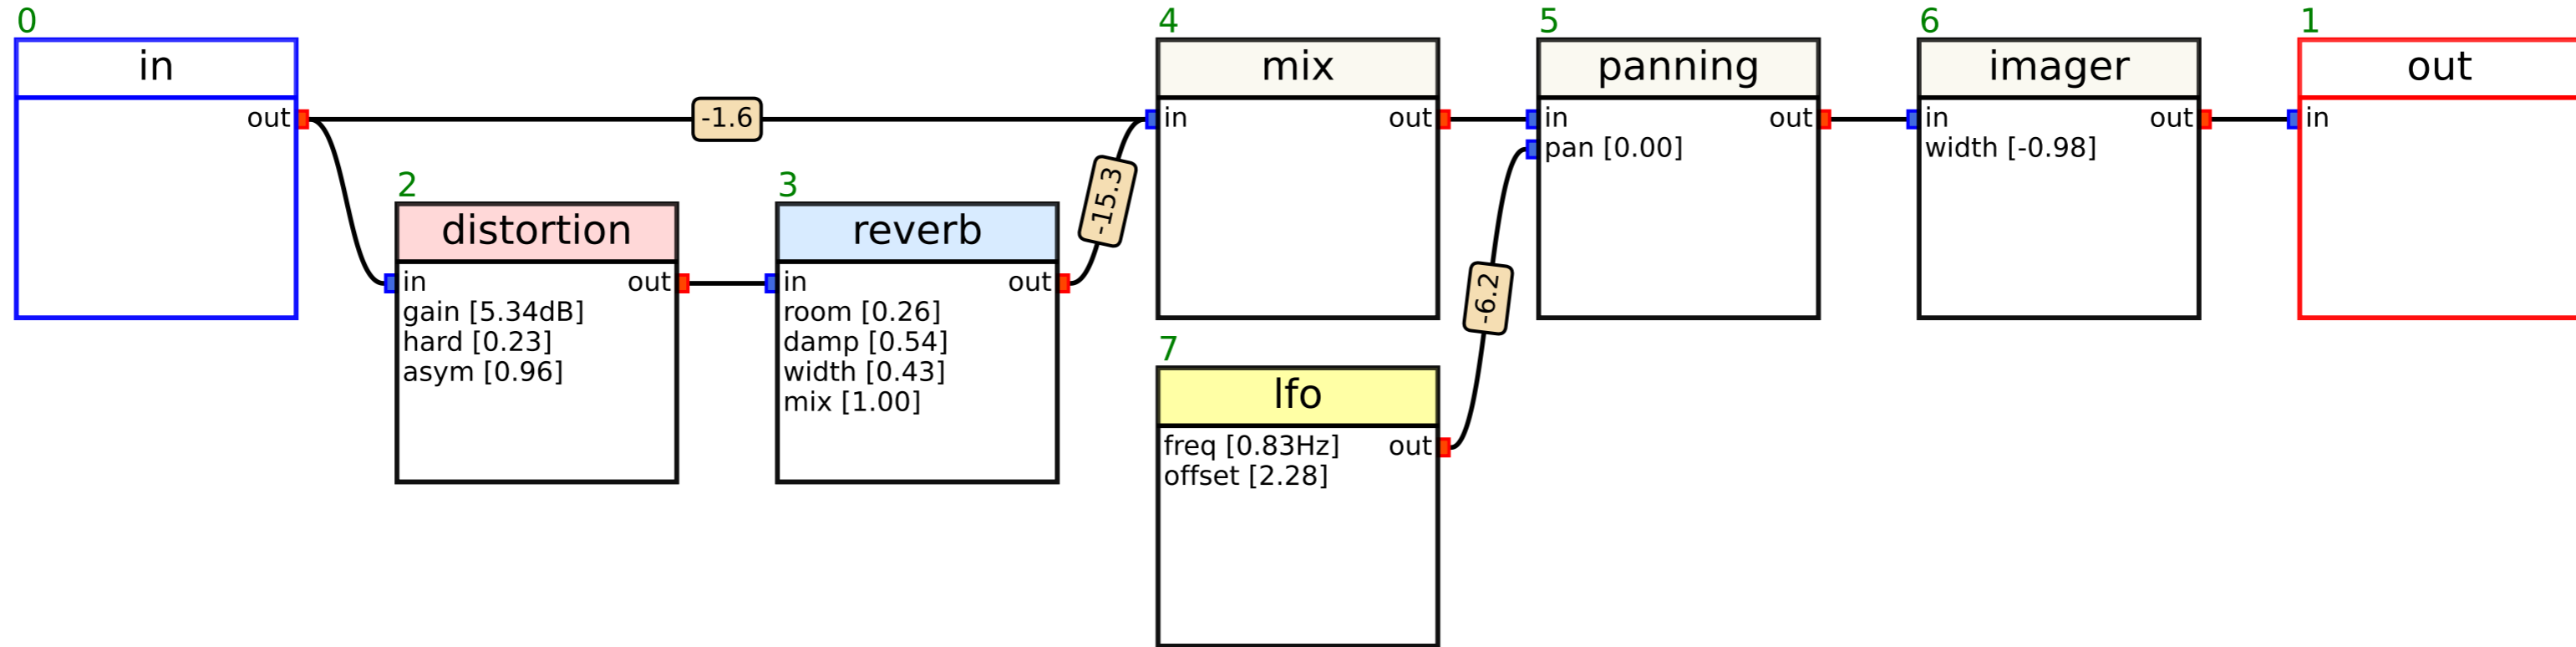 0
in
out
-1.6
2
distortion
in
out
gain [5.34dB]
hard [0.23]
asym [0.96]
3
reverb
in
out
room [0.26]
damp [0.54]
width [0.43]
mix [1.00]
-15.3
4
mix
in
out
7
lfo
freq [0.83Hz]
out
offset [2.28]
-6.2
5
panning
in
out
pan [0.00]
6
imager
in
out
width [-0.98]
1
out
in